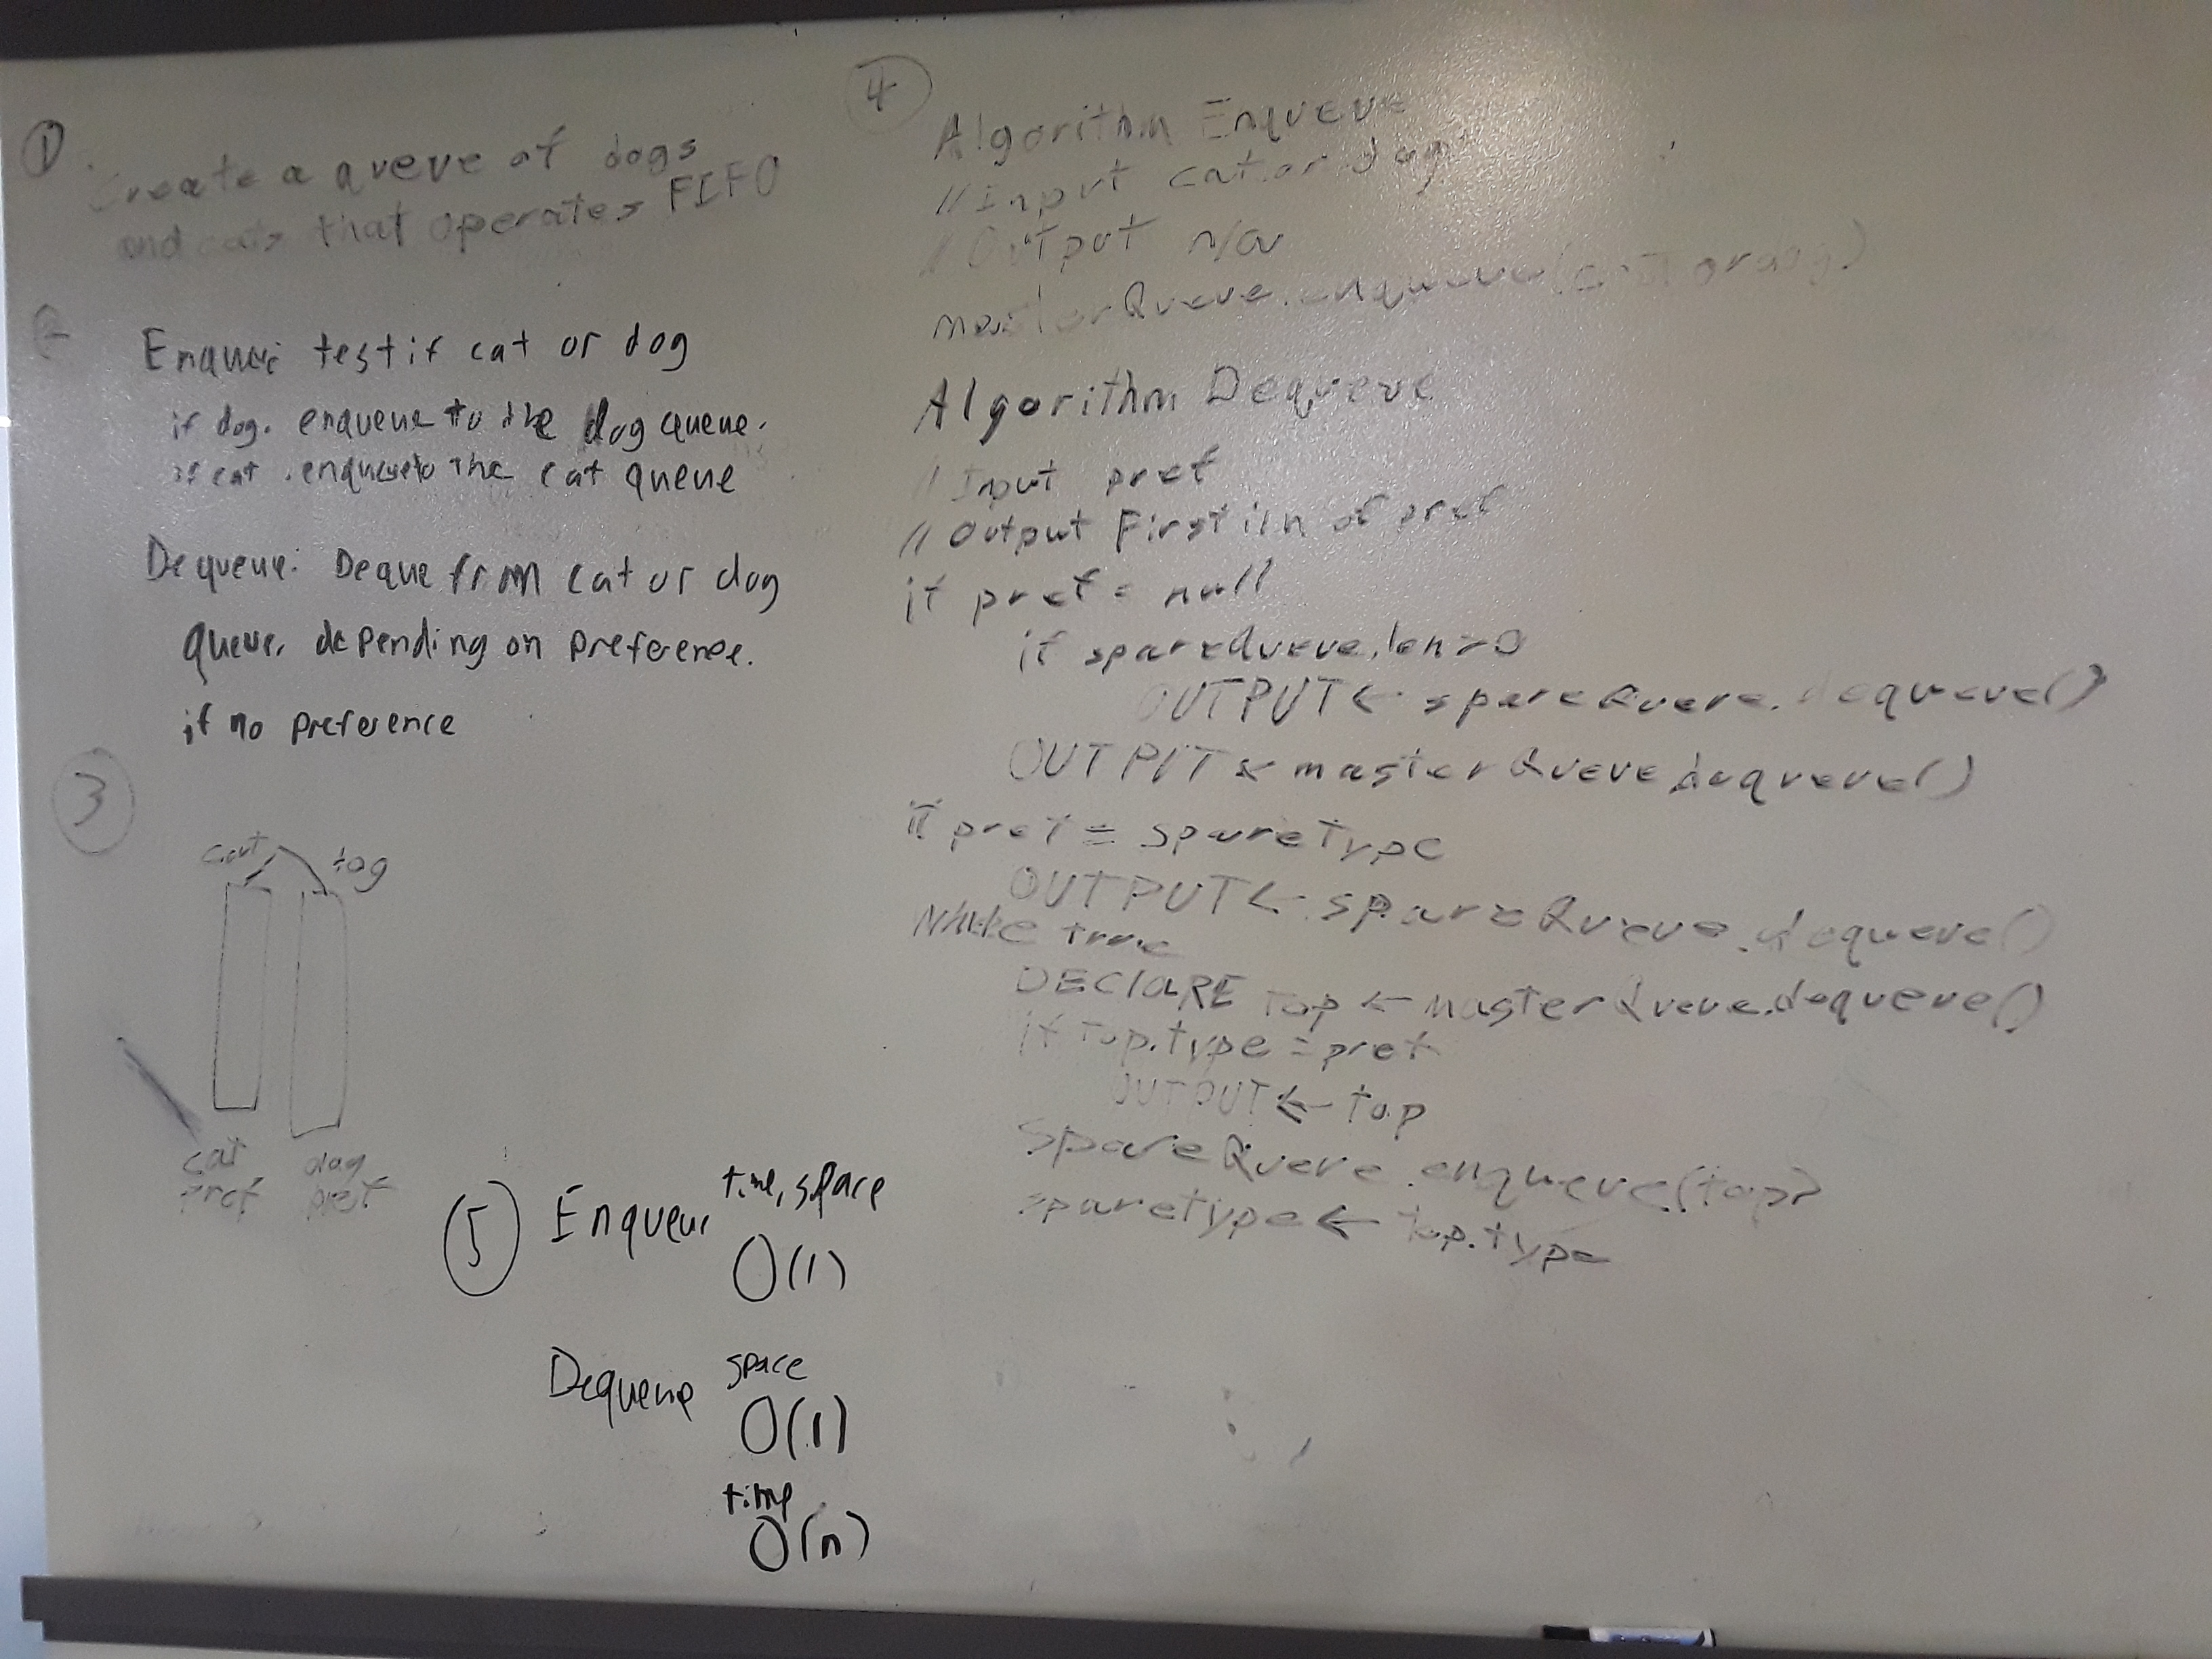 1
Create a queue of dogs
and cats that operates FIFO
2
Enqueue test if cat or dog
if dog. enqueue to the dog queue.
if cat . enqueue to the cat queue
Dequeue: Deque from cat or dog
queue, depending on preference.
if no preference
3
cat dog
cat dog
pref pref
4
Algorithm Enqueue
//Input cat or dog
//Output n/a
masterQueue.enqueue(cat or dog)
Algorithm Dequeue
//Input pref
//Output First in of pref
if pref = null
if spareQueue.len > 0
OUTPUT <- spareQueue.dequeue()
OUTPUT <- masterQueue.dequeue()
if pref = spareType
OUTPUT <- spareQueue.dequeue()
While true
DEClaRE top <- masterQueue.dequeue()
if top.type = pref
OUTPUT <- top
SpareQueue.enqueue(top)
sparetype <- top.type
5 Enqueue time, space
O(1)
Dequeue space
O(1)
time
O(n)